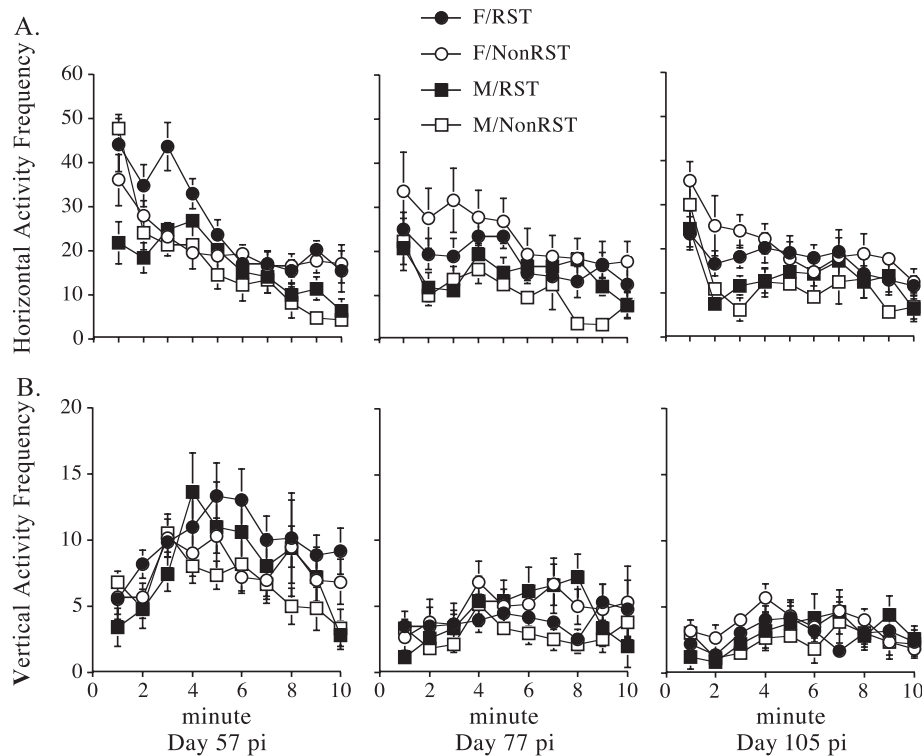 A.
F/RST
F/NonRST
M/RST
M/NonRST
Horizontal Activity Frequency
60
50
40
30
20
10
0
B.
Vertical Activity Frequency
20
15
10
5
0
0 2 4 6 8 10
0 2 4 6 8 10
0 2 4 6 8 10
minute minute minute
Day 57 pi Day 77 pi Day 105 pi